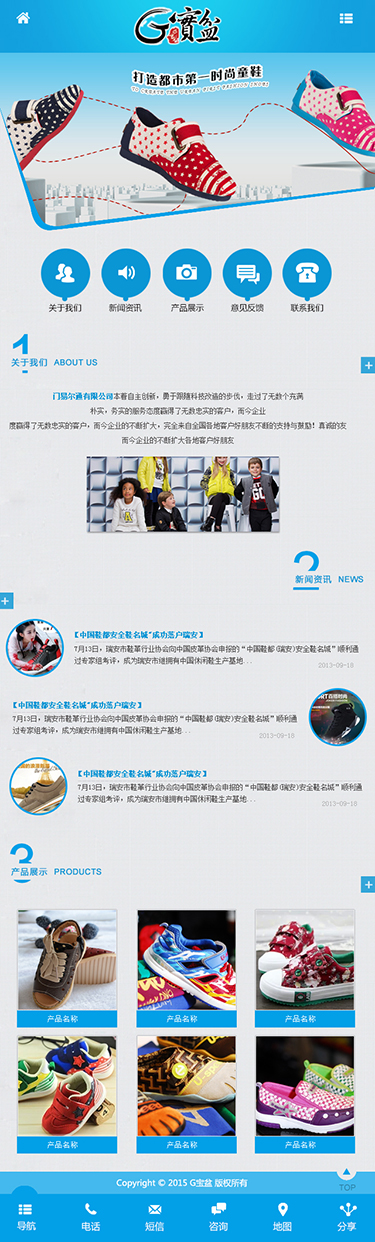 G寶盆
打造都市第一时尚童鞋
TO CREATE THE URBAN FIRST FASHION SHOES
关于我们 新闻资讯 产品展示 意见反馈 联系我们
1
关于我们 ABOUT US
门易尔通有限公司本着自主创新，勇于跟随科技改造的步伐，走过了无数个充满
朴实，务实的服务态度赢得了无数忠实的客户，而今企业
度赢得了无数忠实的客户，而今企业的不断扩大，完全来自全国各地客户好朋友不断的支持与鼓励！真诚的友
而今企业的不断扩大各地客户好朋友
2
新闻资讯 NEWS
【中国鞋都安全鞋名城"成功落户瑞安】
7月13日，瑞安市鞋革行业协会向中国皮革协会申报的“中国鞋都(瑞安)安全鞋名城”顺利通
过专家组考评，成为瑞安市继拥有中国休闲鞋生产基地...
2013-09-18
【中国鞋都安全鞋名城"成功落户瑞安】
7月13日，瑞安市鞋革行业协会向中国皮革协会申报的“中国鞋都(瑞安)安全鞋名城”顺利通
过专家组考评，成为瑞安市继拥有中国休闲鞋生产基地...
2013-09-18
【中国鞋都安全鞋名城"成功落户瑞安】
7月13日，瑞安市鞋革行业协会向中国皮革协会申报的“中国鞋都(瑞安)安全鞋名城”顺利通
过专家组考评，成为瑞安市继拥有中国休闲鞋生产基地...
2013-09-18
3
产品展示 PRODUCTS
产品名称 产品名称 产品名称
产品名称 产品名称 产品名称
Copyright © 2015 G宝盆 版权所有
TOP
导航 电话 短信 咨询 地图 分享